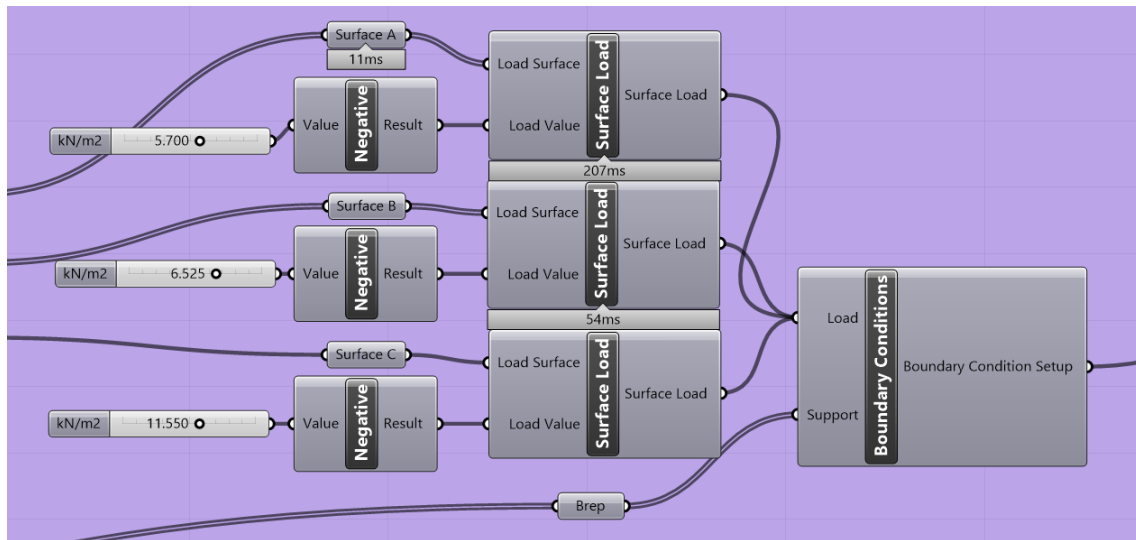 Surface A
11ms
kN/m2 5.700
Value Negative Result
Load Surface
Load Value
Surface Load
Surface Load
207ms
Surface B
kN/m2 6.525
Value Negative Result
Load Surface
Load Value
Surface Load
Surface Load
54ms
Surface C
kN/m2 11.550
Value Negative Result
Load Surface
Load Value
Surface Load
Surface Load
Load
Support
Boundary Conditions
Boundary Condition Setup
Brep